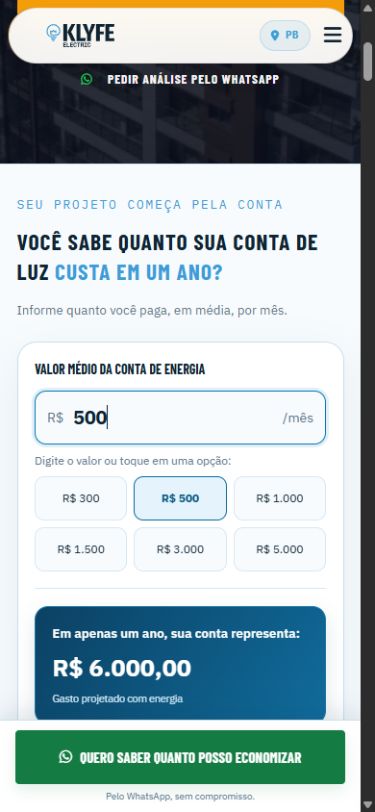 KLYFE
ELECTRIC
PB
PEDIR ANÁLISE PELO WHATSAPP
SEU PROJETO COMEÇA PELA CONTA
VOCÊ SABE QUANTO SUA CONTA DE
LUZ CUSTA EM UM ANO?
Informe quanto você paga, em média, por mês.
VALOR MÉDIO DA CONTA DE ENERGIA
R$ 500 /mês
Digite o valor ou toque em uma opção:
R$ 300 R$ 500 R$ 1.000
R$ 1.500 R$ 3.000 R$ 5.000
Em apenas um ano, sua conta representa:
R$ 6.000,00
Gasto projetado com energia
QUERO SABER QUANTO POSSO ECONOMIZAR
Pelo WhatsApp, sem compromisso.